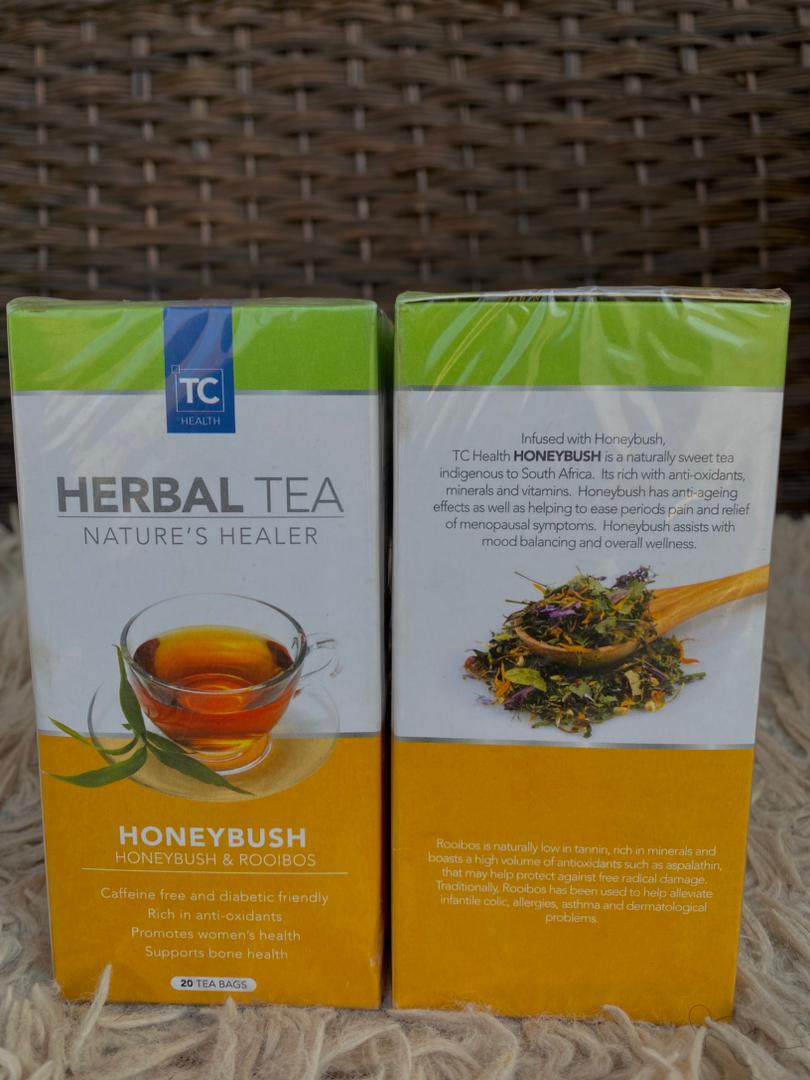 TC
HEALTH
HERBAL TEA
NATURE'S HEALER
HONEYBUSH
HONEYBUSH & ROOIBOS
Caffeine free and diabetic friendly
Rich in anti-oxidants
Promotes women's health
Supports bone health
20 TEA BAGS
Infused with Honeybush,
TC Health HONEYBUSH is a naturally sweet tea
indigenous to South Africa. Its rich with anti-oxidants,
minerals and vitamins. Honeybush has anti-ageing
effects as well as helping to ease periods pain and relief
of menopausal symptoms. Honeybush assists with
mood balancing and overall wellness.
Rooibos is naturally low in tannin, rich in minerals and
boasts a high volume of antioxidants such as aspalathin,
that may help protect against free radical damage.
Traditionally, Rooibos has been used to help alleviate
infantile colic, allergies, asthma and dermatological
problems.